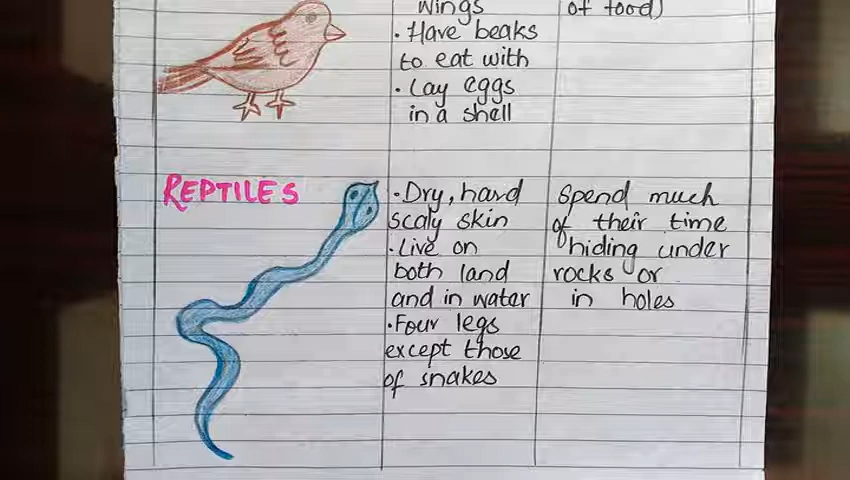 wings
• Have beaks
to eat with
• Lay eggs
in a shell
of food)
REPTILES
• Dry, hard
scaly skin
• Live on
both land
and in water
• Four legs
except those
of snakes
Spend much
of their time
hiding under
rocks or
in holes